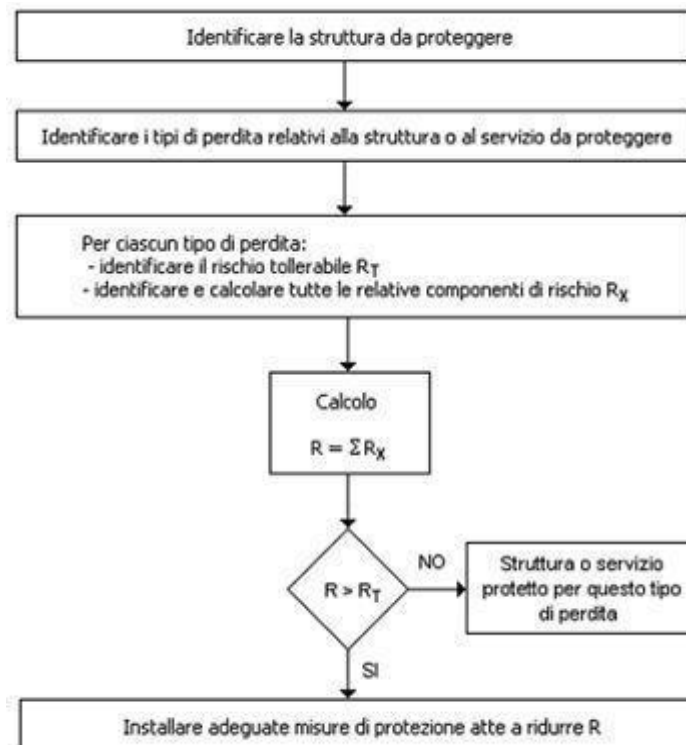 Identificare la struttura da proteggere
Identificare i tipi di perdita relativi alla struttura o al servizio da proteggere
Per ciascun tipo di perdita:
- identificare il rischio tollerabile RT
- identificare e calcolare tutte le relative componenti di rischio RX
Calcolo
R = ΣRX
R > RT
NO
Struttura o servizio
protetto per questo tipo
di perdita
SI
Installare adeguate misure di protezione atte a ridurre R